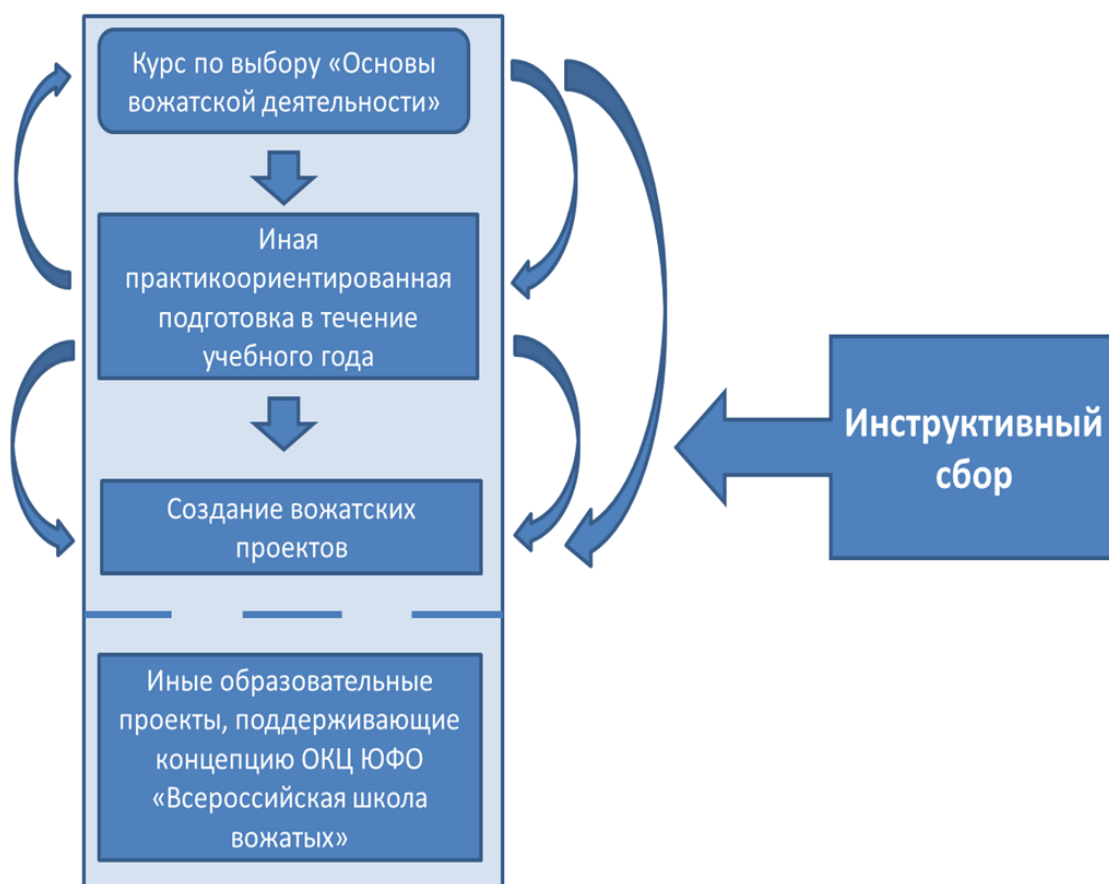 Курс по выбору «Основы
вожатской деятельности»
Иная
практикоориентированная
подготовка в течение
учебного года
Создание вожатских
проектов
Иные образовательные
проекты, поддерживающие
концепцию ОКЦ ЮФО
«Всероссийская школа
вожатых»
Инструктивный
сбор